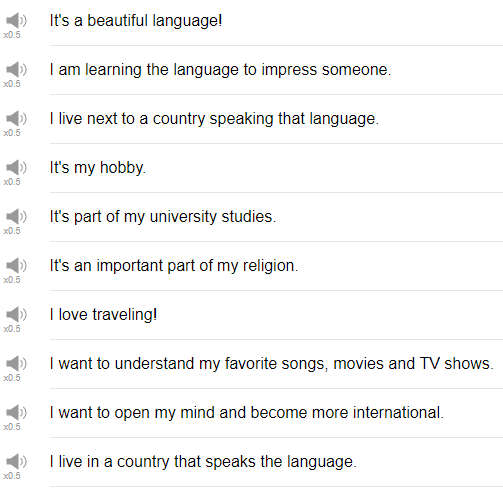 It's a beautiful language!
x0.5
I am learning the language to impress someone.
x0.5
I live next to a country speaking that language.
x0.5
It's my hobby.
x0.5
It's part of my university studies.
x0.5
It's an important part of my religion.
x0.5
I love traveling!
x0.5
I want to understand my favorite songs, movies and TV shows.
x0.5
I want to open my mind and become more international.
x0.5
I live in a country that speaks the language.
x0.5